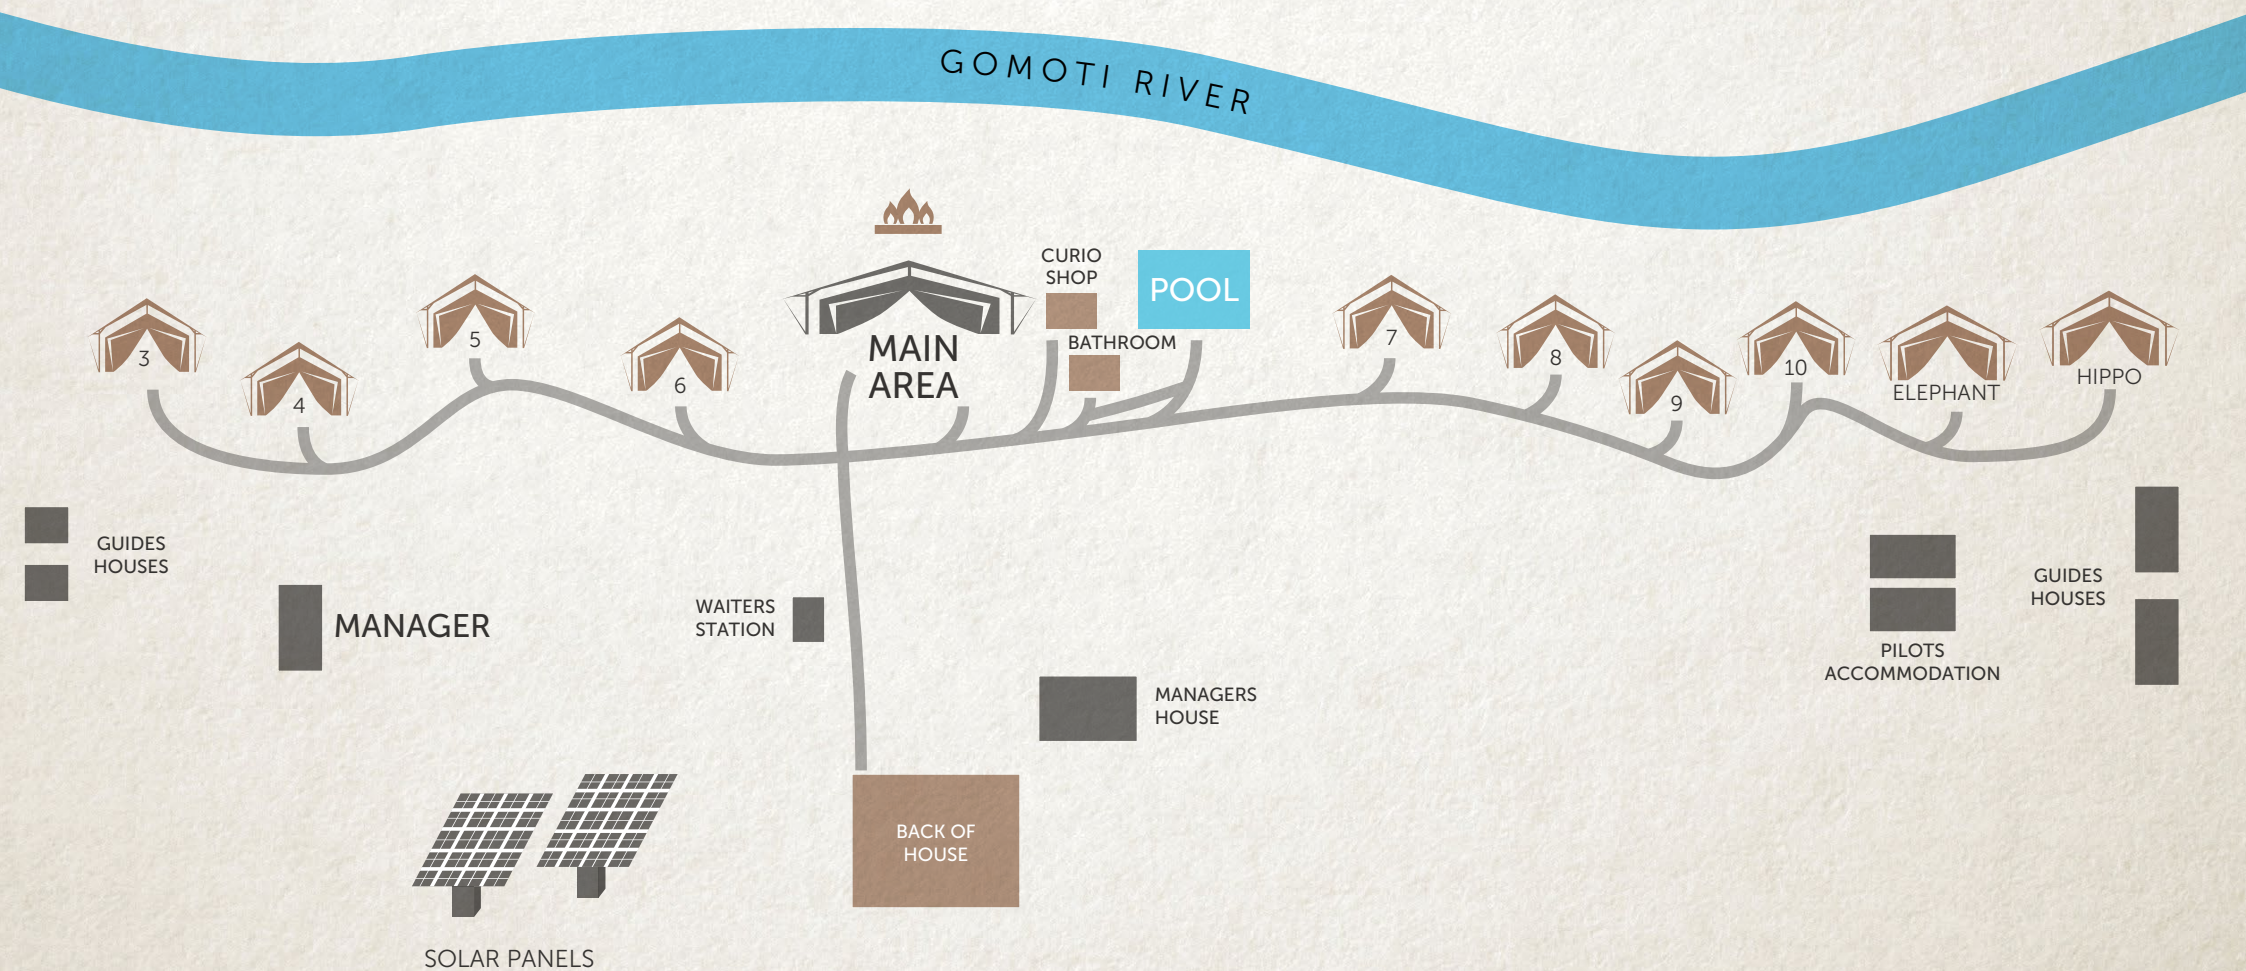 GOMOTI RIVER
CURIO
SHOP
POOL
BATHROOM
MAIN
AREA
3
4
5
6
7
8
9
10
ELEPHANT
HIPPO
GUIDES
HOUSES
MANAGER
WAITERS
STATION
MANAGERS
HOUSE
PILOTS
ACCOMMODATION
GUIDES
HOUSES
BACK OF
HOUSE
SOLAR PANELS